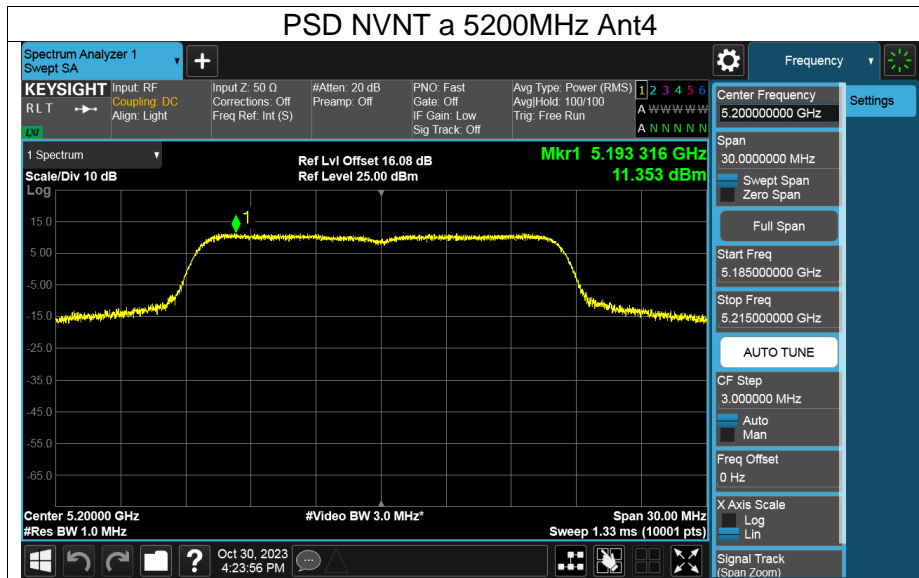 PSD NVNT a 5200MHz Ant4
Spectrum Analyzer 1
Swept SA
+
Frequency
KEYSIGHT
R L T
LXI
Input: RF
Coupling: DC
Align: Light
Input Z: 50 Ω
Corrections: Off
Freq Ref: Int (S)
#Atten: 20 dB
Preamp: Off
PNO: Fast
Gate: Off
IF Gain: Low
Sig Track: Off
Avg Type: Power (RMS)
Avg|Hold: 100/100
Trig: Free Run
1 2 3 4 5 6
A W W W W W
A N N N N N
Center Frequency
5.200000000 GHz
Settings
Span
30.0000000 MHz
Swept Span
Zero Span
Full Span
Start Freq
5.185000000 GHz
Stop Freq
5.215000000 GHz
AUTO TUNE
CF Step
3.000000 MHz
Auto
Man
Freq Offset
0 Hz
X Axis Scale
Log
Lin
Signal Track
(Span Zoom)
1 Spectrum
Scale/Div 10 dB
Ref Lvl Offset 16.08 dB
Ref Level 25.00 dBm
Mkr1 5.193 316 GHz
11.353 dBm
Log
1
15.0
5.00
-5.00
-15.0
-25.0
-35.0
-45.0
-55.0
-65.0
Center 5.20000 GHz
#Res BW 1.0 MHz
#Video BW 3.0 MHz*
Span 30.00 MHz
Sweep 1.33 ms (10001 pts)
?
Oct 30, 2023
4:23:56 PM